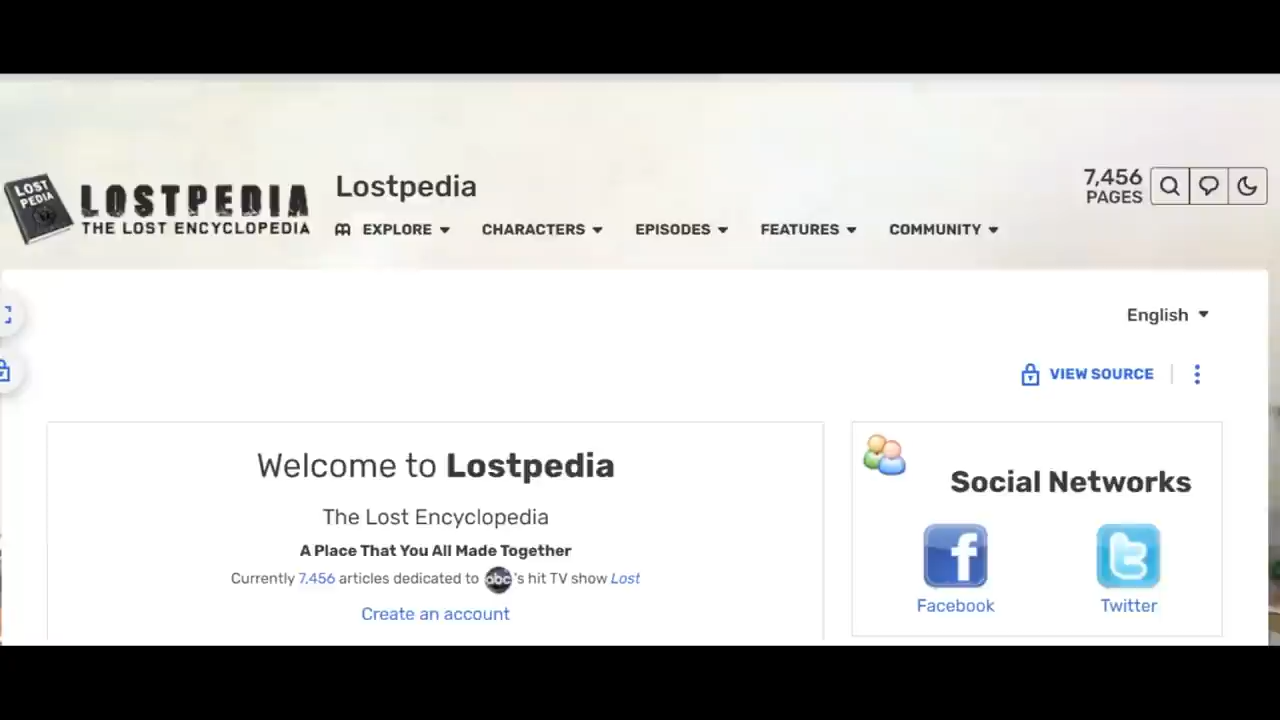 LOST
PEDIA
LOSTPEDIA
THE LOST ENCYCLOPEDIA
Lostpedia
7,456
PAGES
EXPLORE
CHARACTERS
EPISODES
FEATURES
COMMUNITY
English
VIEW SOURCE
Welcome to Lostpedia
The Lost Encyclopedia
A Place That You All Made Together
Currently 7,456 articles dedicated to abc's hit TV show Lost
Create an account
Social Networks
f
Facebook
t
Twitter